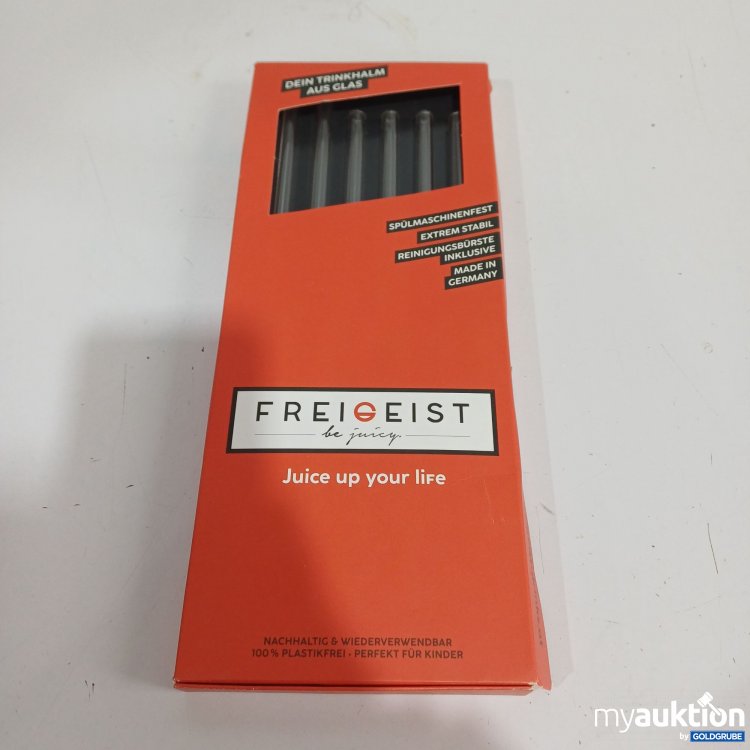 DEIN TRINKHALM
AUS GLAS
SPÜLMASCHINENFEST
EXTREM STABIL
REINIGUNGSBÜRSTE
INKLUSIVE
MADE IN
GERMANY
FREIGEIST
be juicy.
Juice up your life
NACHHALTIG & WIEDERVERWENDBAR
100% PLASTIKFREI · PERFEKT FÜR KINDER
myauktion
by GOLDGRUBE